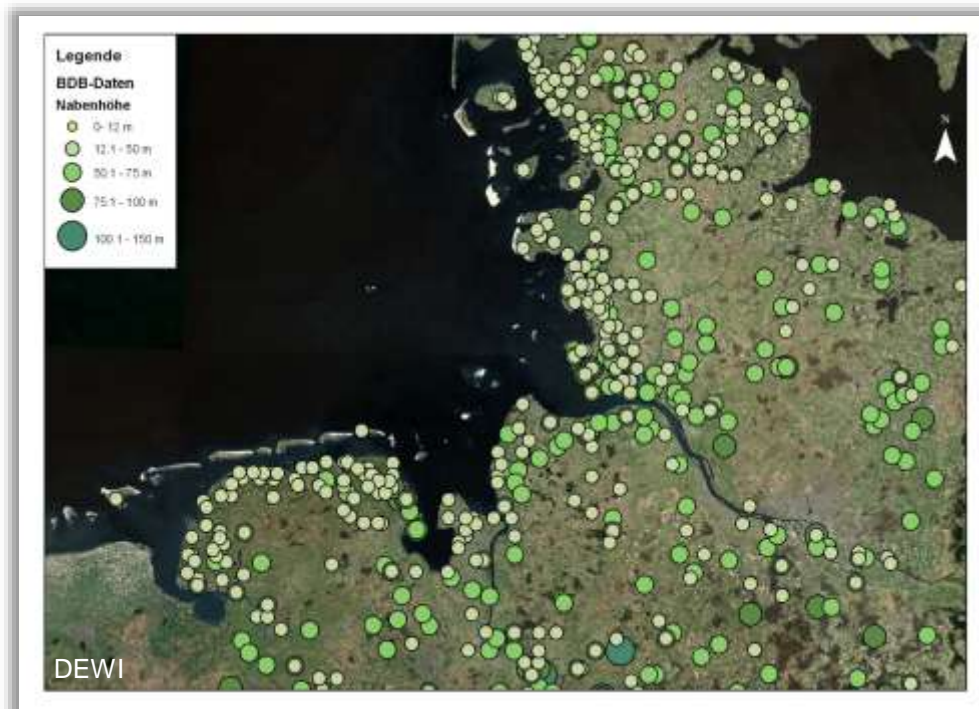 Legende
BDB-Daten
Nabenhöhe
0- 12 m
12.1 - 50 m
50.1 - 75 m
75.1 - 100 m
100.1 - 150 m
N
DEWI